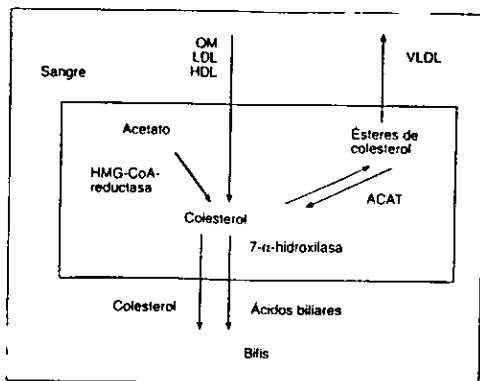 QM
LDL
HDL
VLDL
Sangre
Acetato
Ésteres de
colesterol
HMG-CoA-
reductasa
ACAT
Colesterol
7-α-hidroxilasa
Colesterol
Ácidos biliares
Bilis